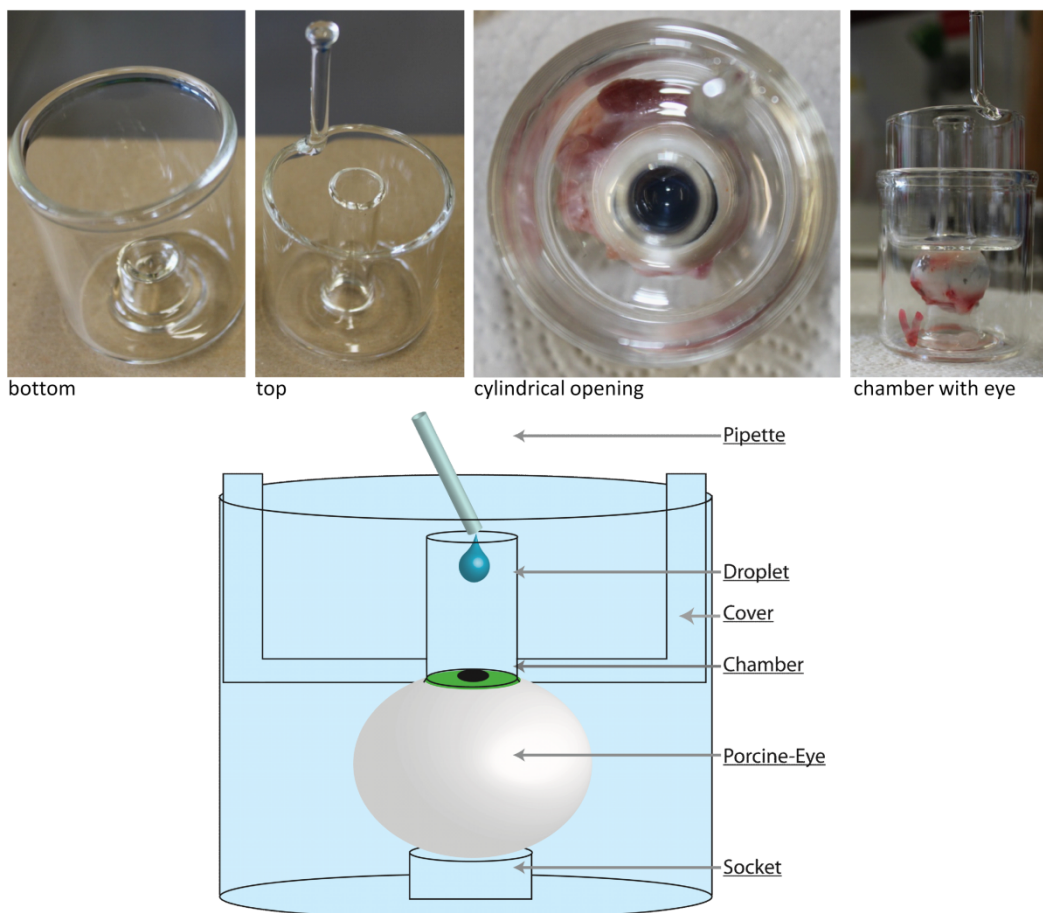 bottom
top
cylindrical opening
chamber with eye
Pipette
Droplet
Cover
Chamber
Porcine-Eye
Socket